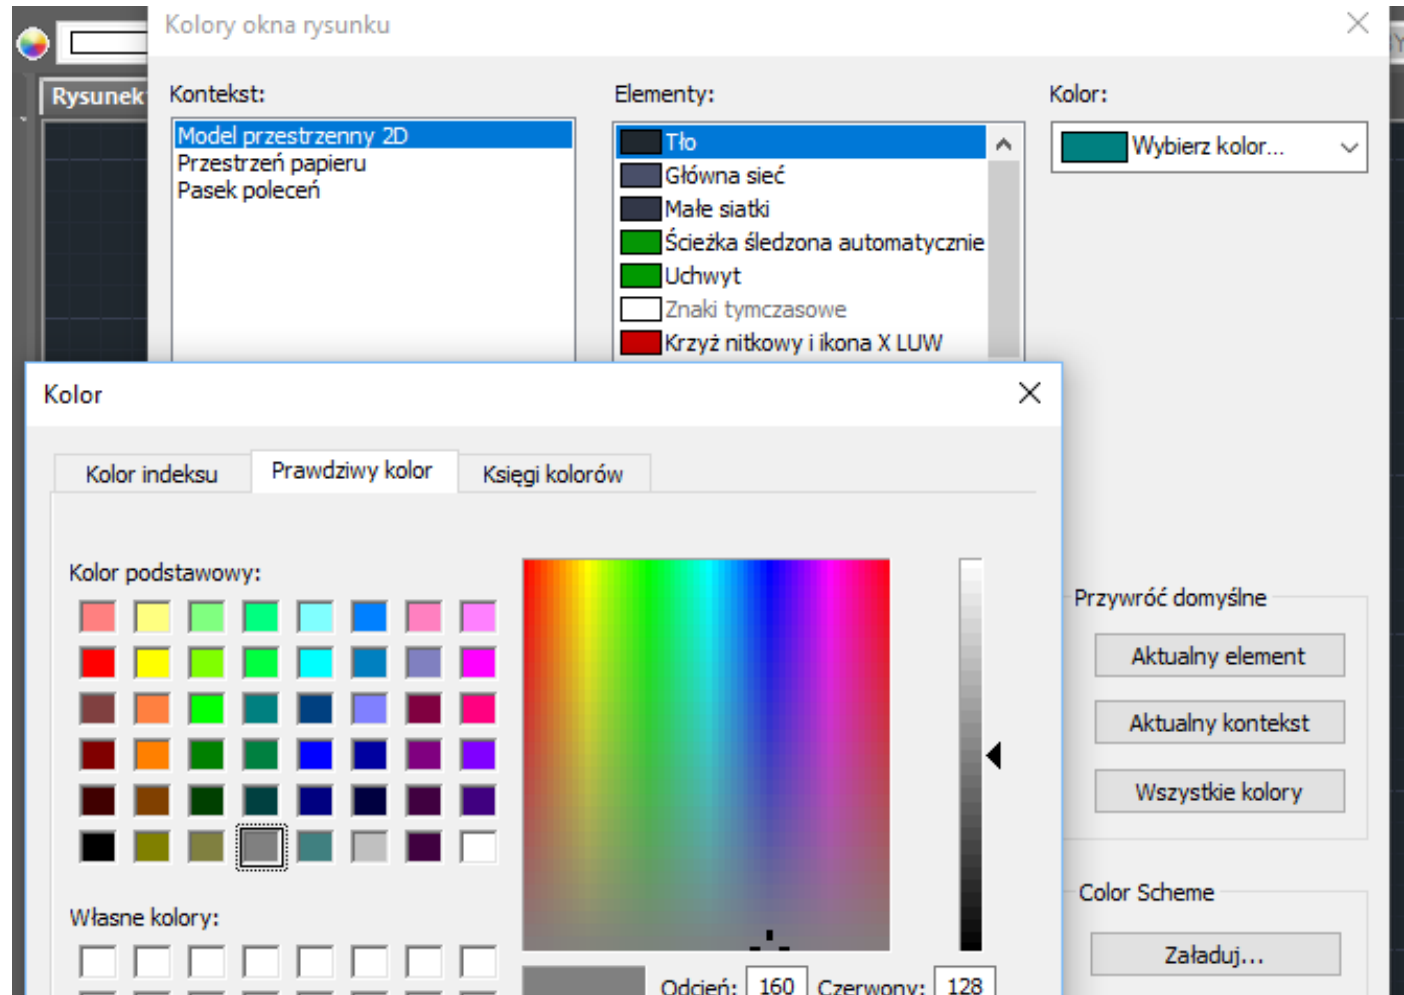 Kolory okna rysunku
Rysunek
Kontekst:
Elementy:
Kolor:
Model przestrzenny 2D
Przestrzeń papieru
Pasek poleceń
Tło
Główna sieć
Małe siatki
Ścieżka śledzona automatycznie
Uchwyt
Znaki tymczasowe
Krzyż nitkowy i ikona X LUW
Wybierz kolor...
Kolor
Kolor indeksu
Prawdziwy kolor
Księgi kolorów
Kolor podstawowy:
Własne kolory:
Odcień: 160 Czerwony: 128
Przywróć domyślne
Aktualny element
Aktualny kontekst
Wszystkie kolory
Color Scheme
Załaduj...